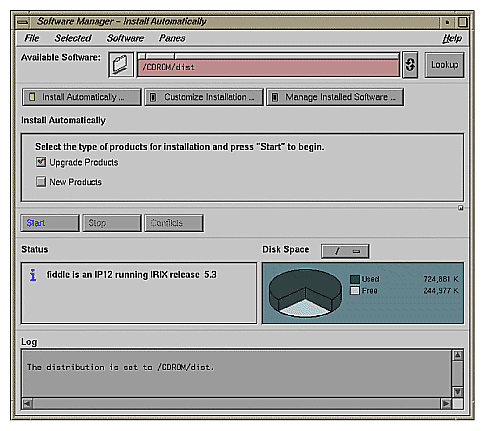 Software Manager - Install Automatically
File Selected Software Panes Help
Available Software: /CDROM/dist Lookup
Install Automatically ... Customize Installation ... Manage Installed Software ...
Install Automatically
Select the type of products for installation and press "Start" to begin.
Upgrade Products
New Products
Start Stop Conflicts
Status Disk Space /
i fiddle is an IP12 running IRIX release 5.3
Used 724,881 K
Free 244,977 K
Log
The distribution is set to /CDROM/dist.